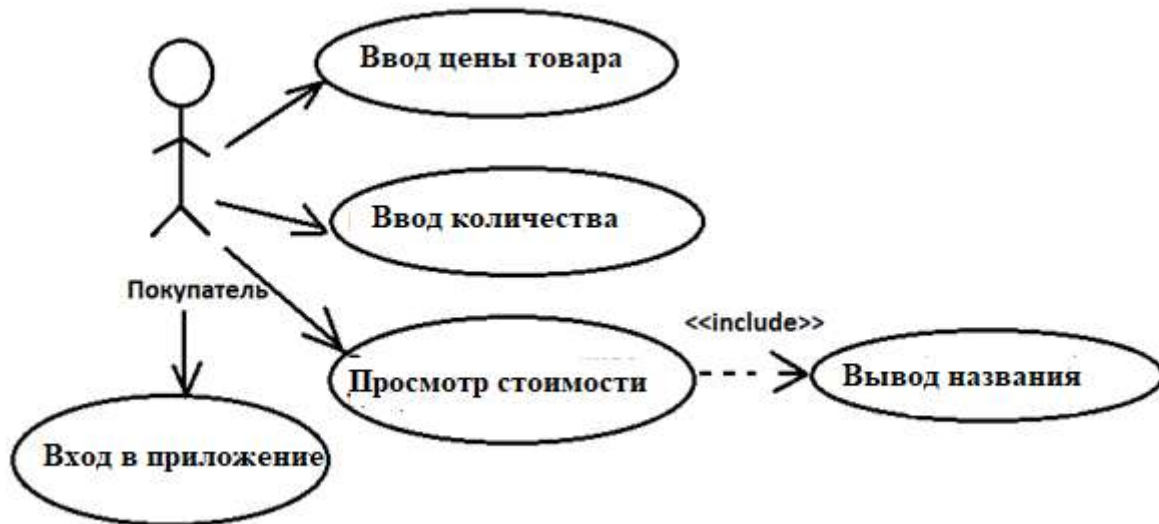 Ввод цены товара
Ввод количества
Покупатель
<<include>>
Просмотр стоимости
Вывод названия
Вход в приложение